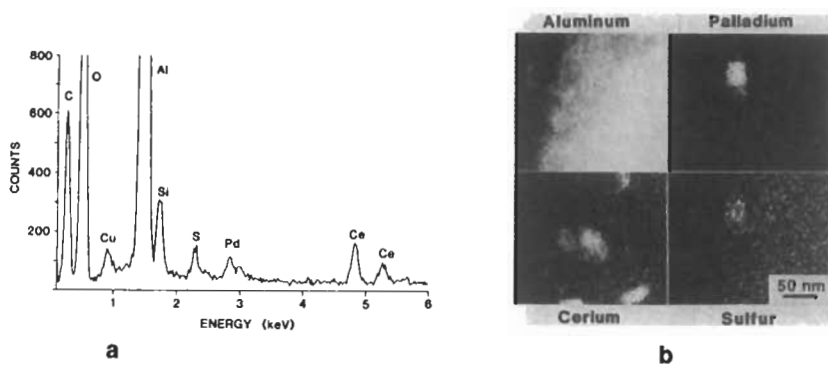 800
600
400
200
COUNTS
C
O
Al
Si
Cu
S
Pd
Ce
Ce
1
2
3
4
5
6
ENERGY (keV)
a
Aluminum
Palladium
50 nm
Cerium
Sulfur
b